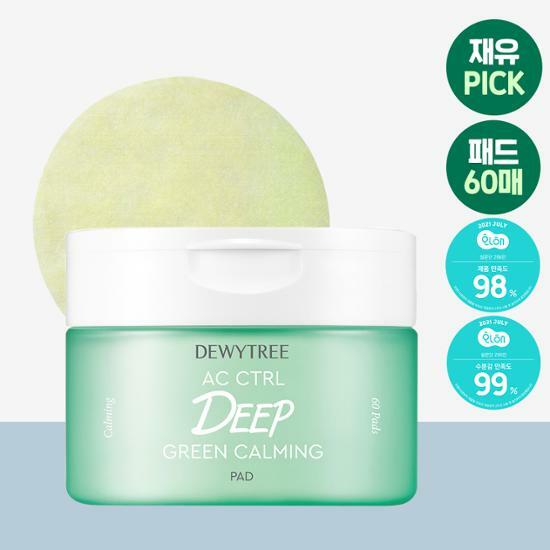 재유
PICK
패드
60매
2021 JULY
제품 만족도
98%
2021 JULY
수분감 만족도
99%
DEWYTREE
AC CTRL
DEEP
GREEN CALMING
PAD
Calming
60 Pads